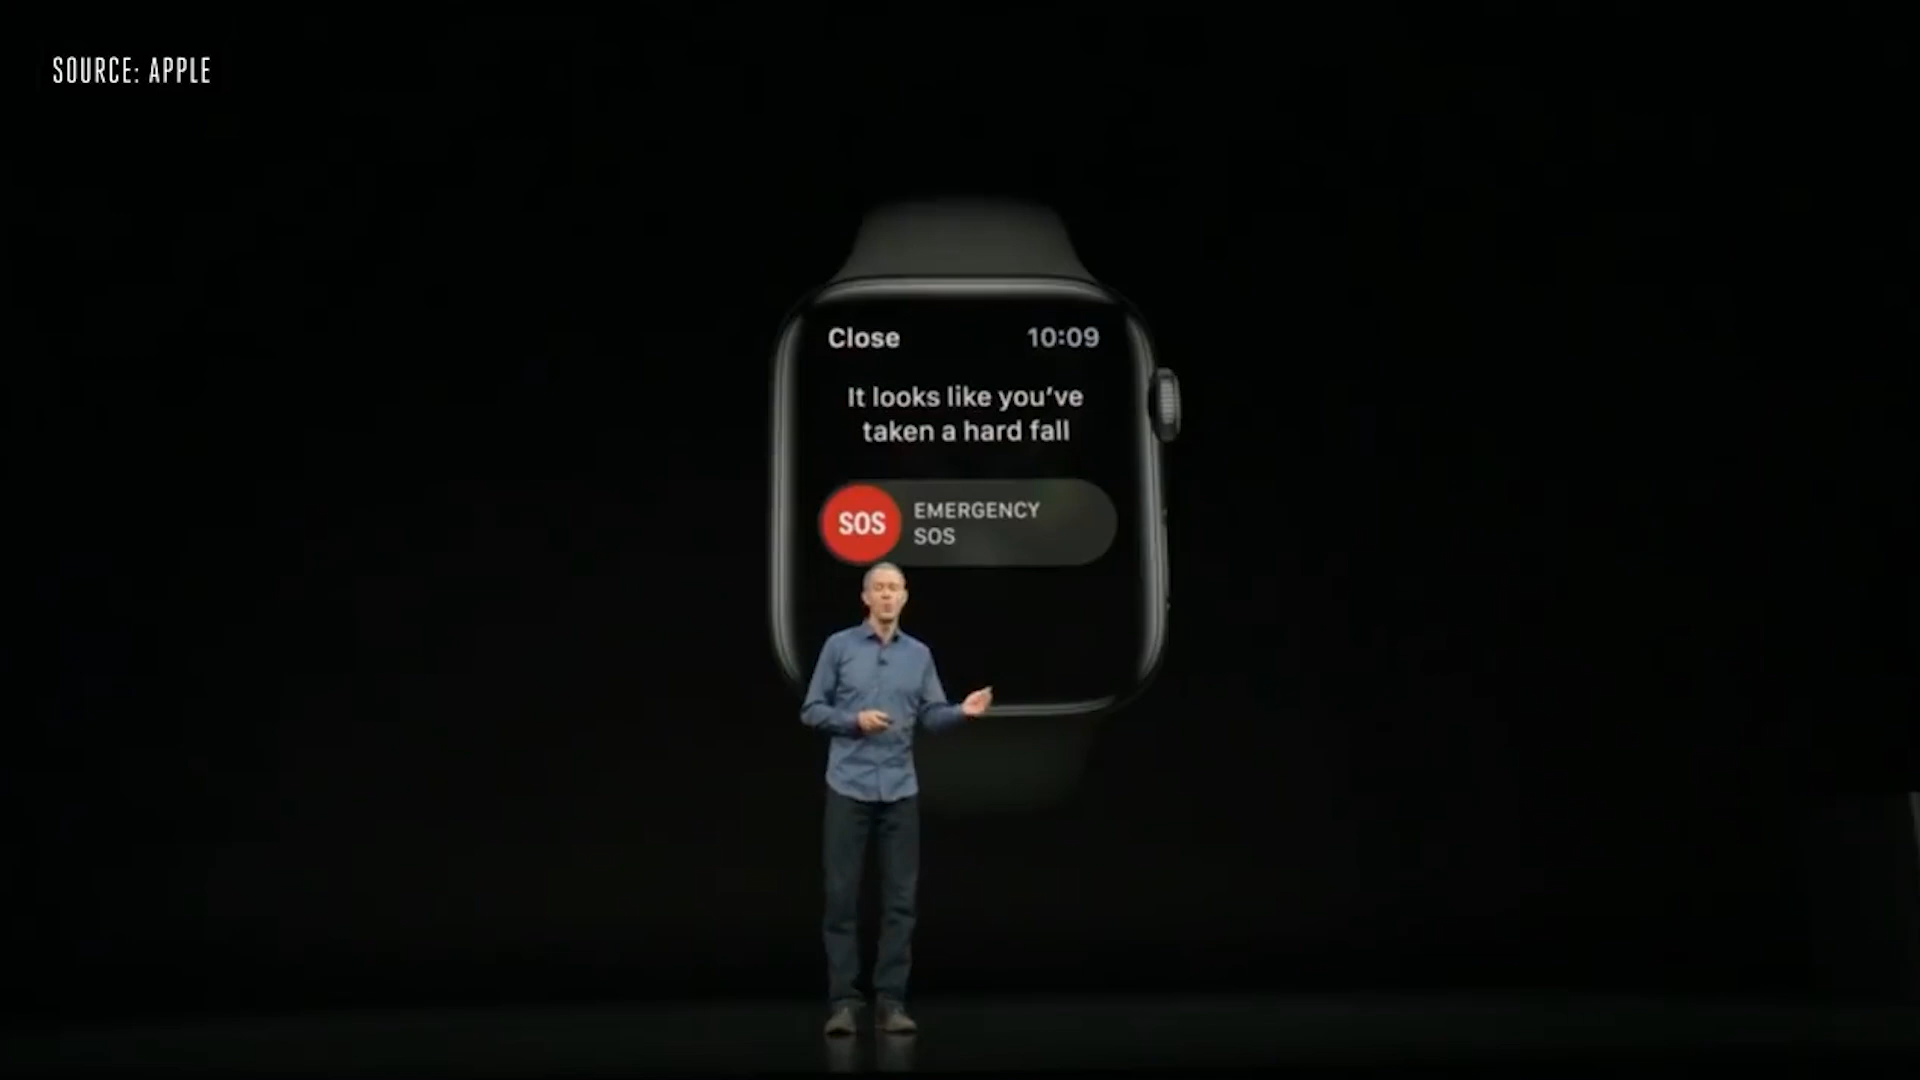 SOURCE: APPLE
Close 10:09
It looks like you've
taken a hard fall
SOS
EMERGENCY
SOS